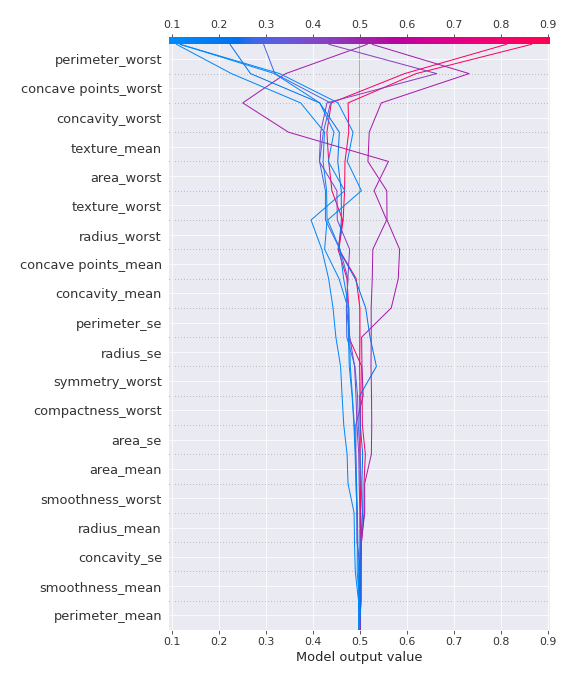 0.1 0.2 0.3 0.4 0.5 0.6 0.7 0.8 0.9
perimeter_worst
concave points_worst
concavity_worst
texture_mean
area_worst
texture_worst
radius_worst
concave points_mean
concavity_mean
perimeter_se
radius_se
symmetry_worst
compactness_worst
area_se
area_mean
smoothness_worst
radius_mean
concavity_se
smoothness_mean
perimeter_mean
0.1 0.2 0.3 0.4 0.5 0.6 0.7 0.8 0.9
Model output value